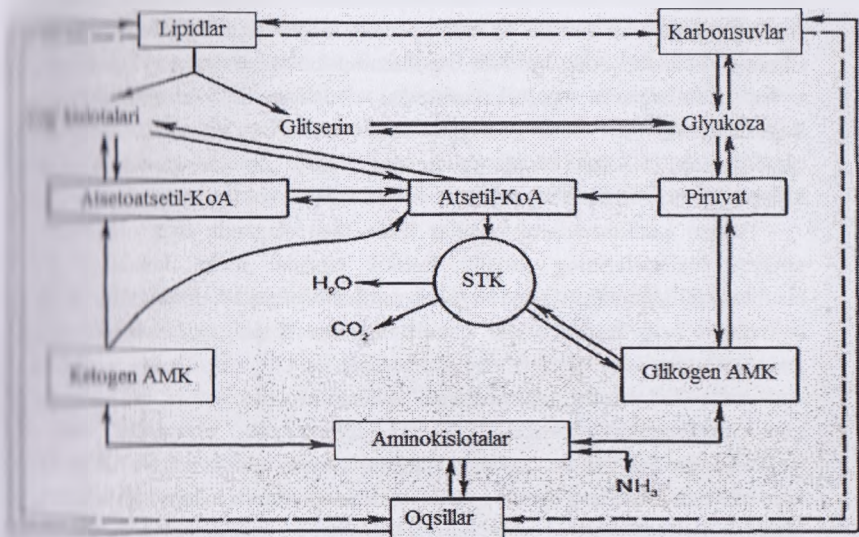 Lipidlar
Karbonsuvlar
kislotalari
Glitserin
Glyukoza
Atsetoatsetil-KoA
Atsetil-KoA
Piruvat
STK
H₂O
CO₂
Ketogen AMK
Glikogen AMK
Aminokislotalar
NH₃
Oqsillar